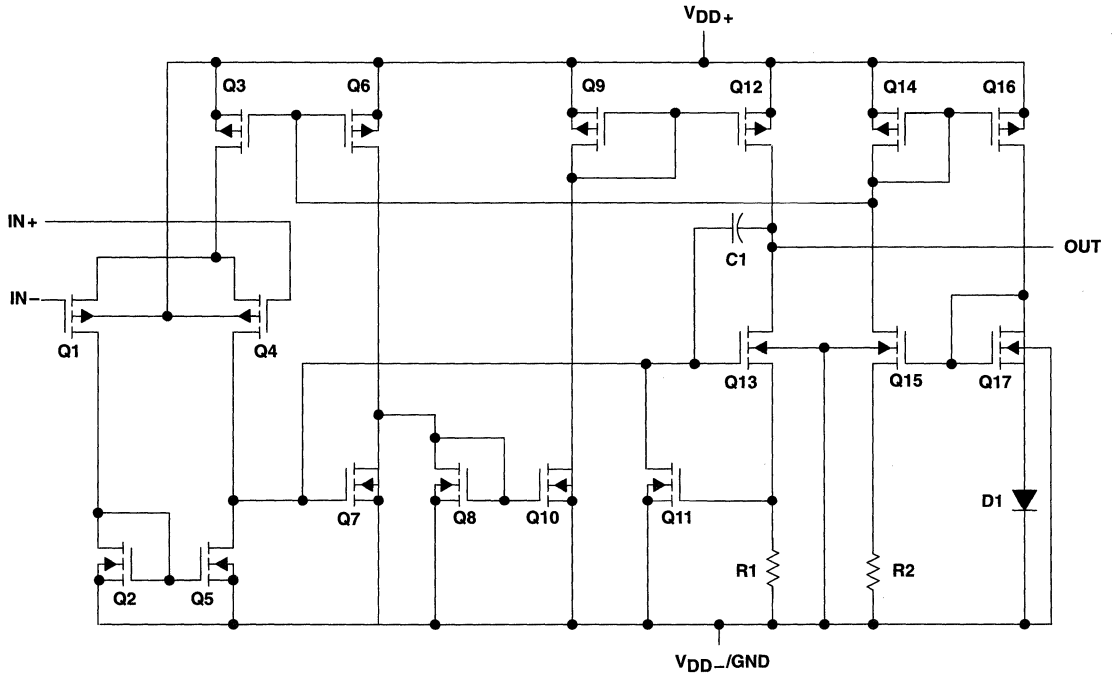 VDD+
Q3
Q6
Q9
Q12
Q14
Q16
IN+
C1
OUT
IN−
Q1
Q4
Q13
Q15
Q17
Q7
Q8
Q10
Q11
D1
Q2
Q5
R1
R2
VDD−/GND